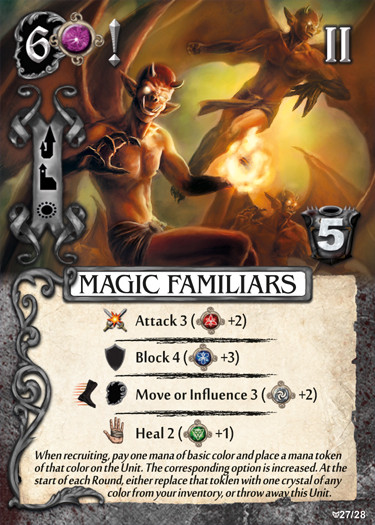 6 ! II
5
MAGIC FAMILIARS
Attack 3 ( +2)
Block 4 ( +3)
Move or Influence 3 ( +2)
Heal 2 ( +1)
When recruiting, pay one mana of basic color and place a mana token
of that color on the Unit. The corresponding option is increased. At the
start of each Round, either replace that toklen with one crystal of any
color from your inventory, or throw away this Unit.
27/28